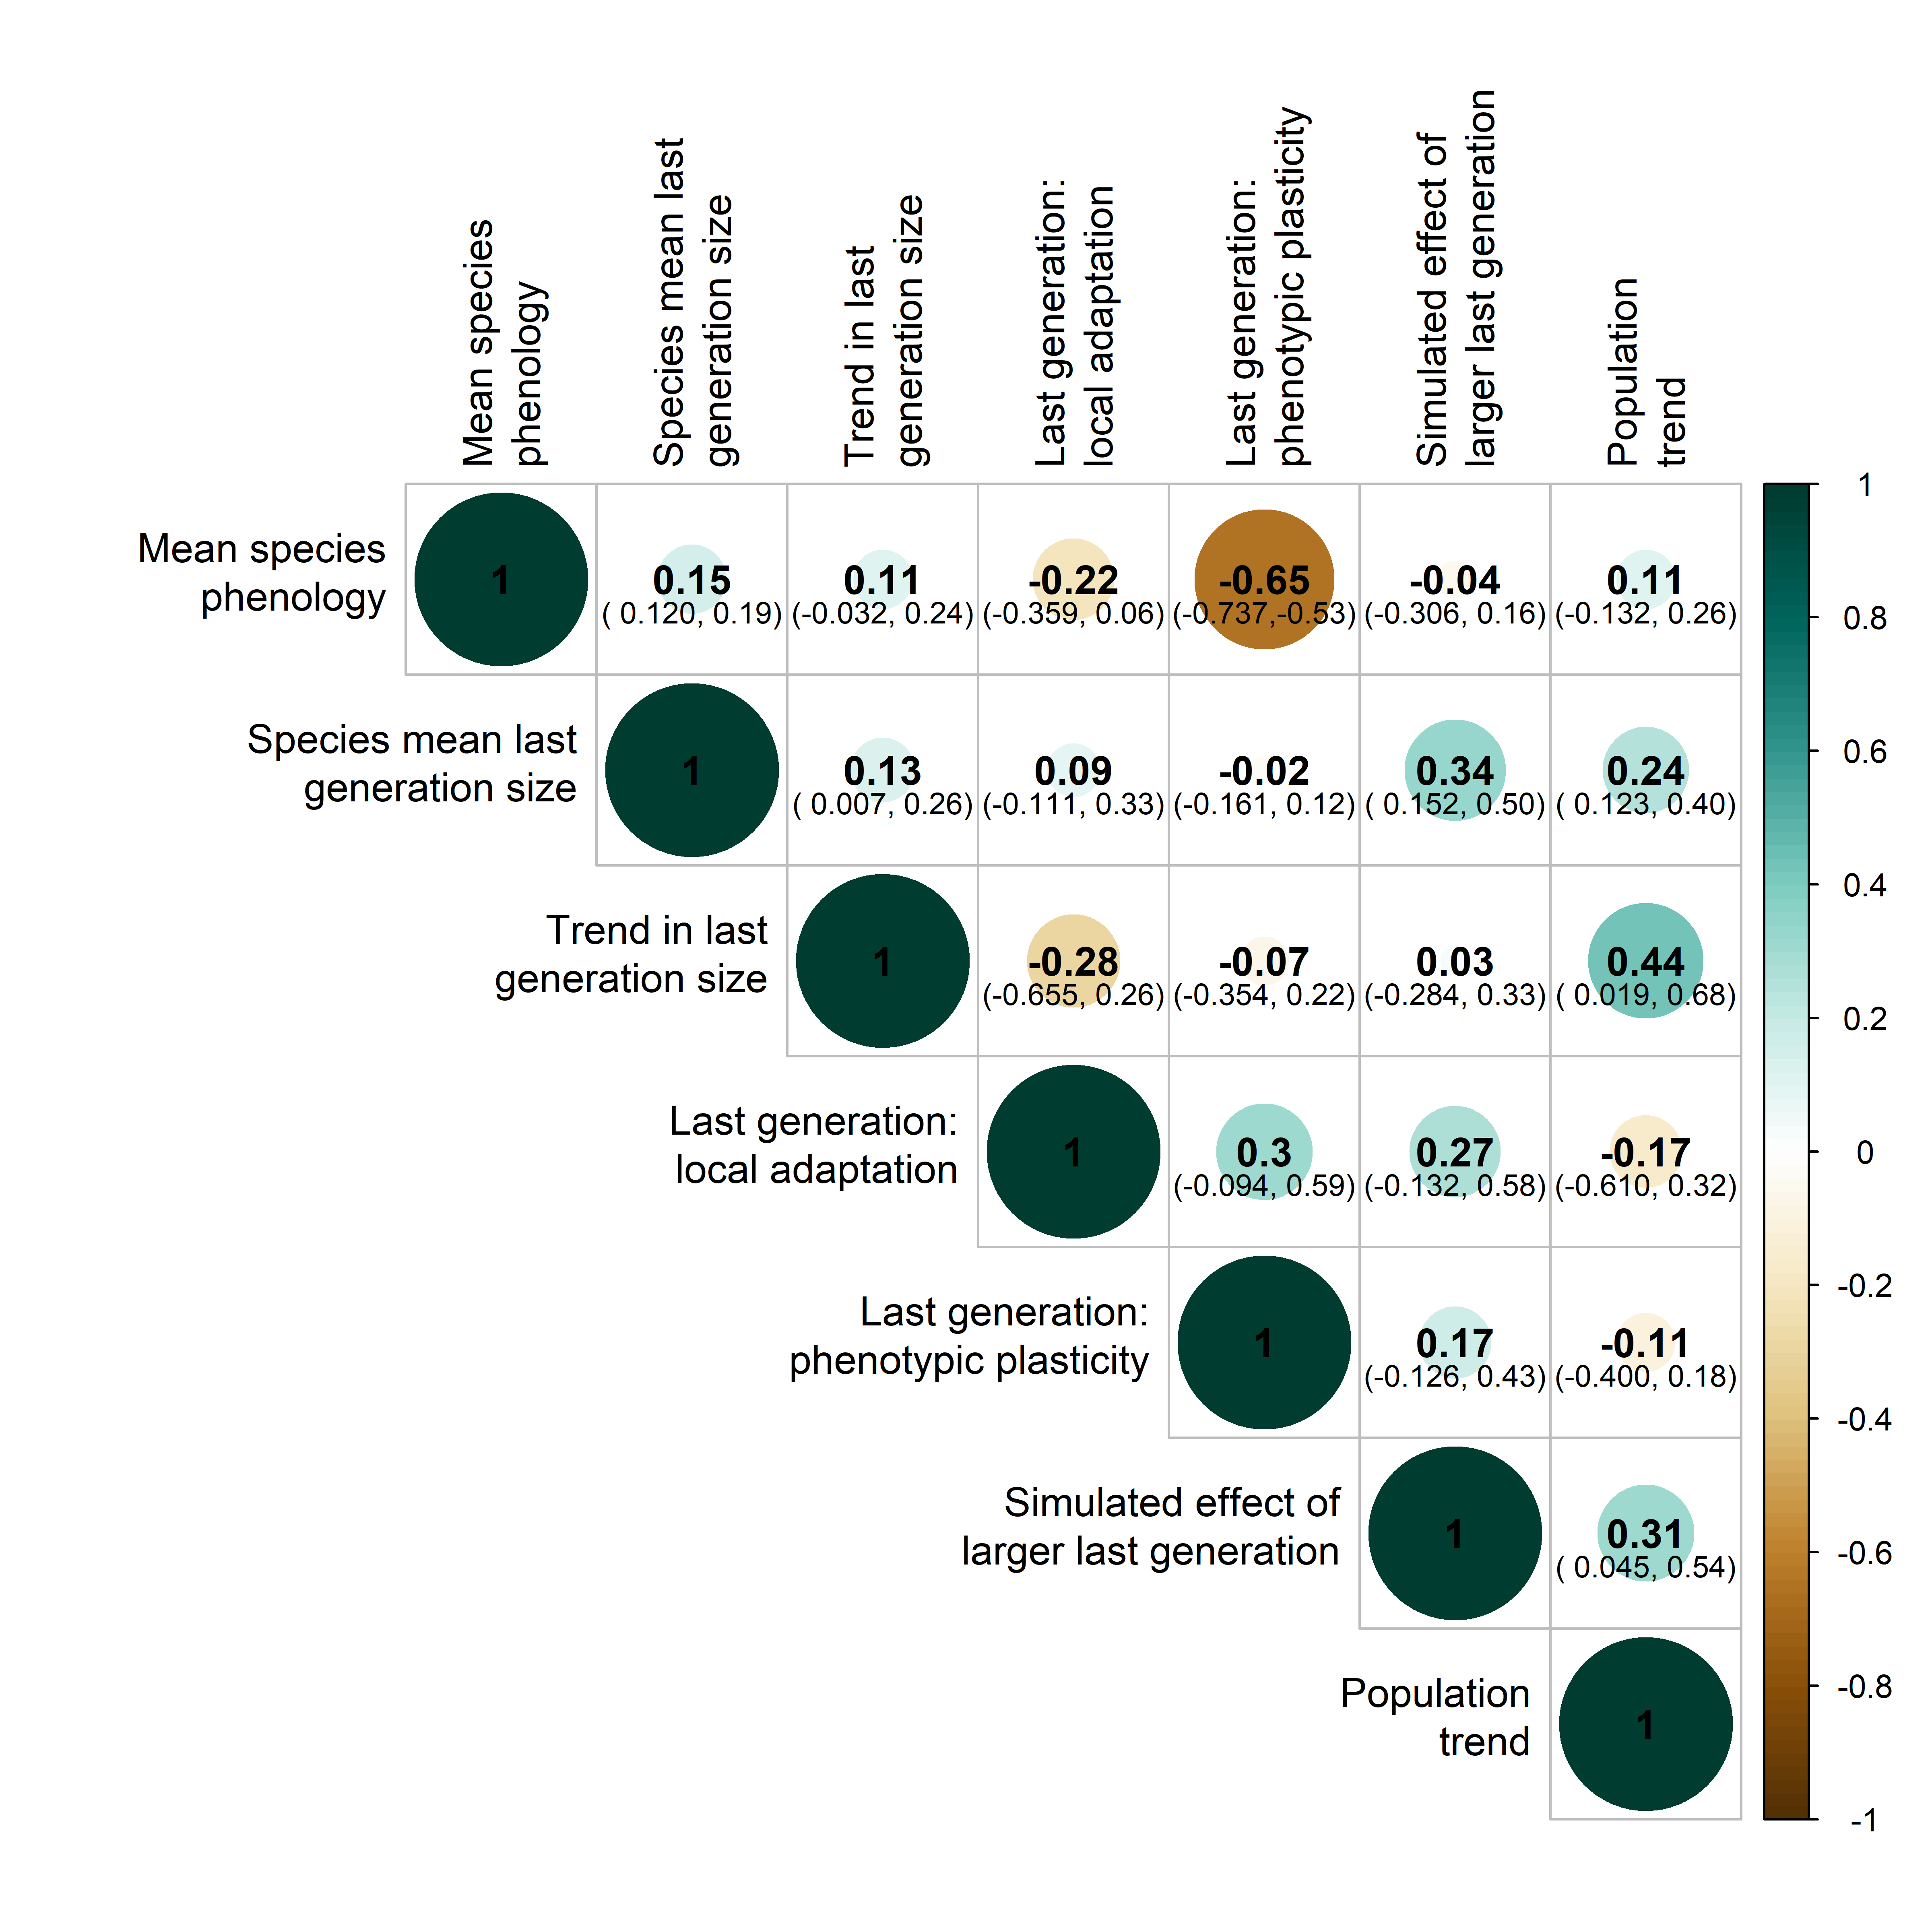 Mean species
phenology
Species mean last
generation size
Trend in last
generation size
Last generation:
local adaptation
Last generation:
phenotypic plasticity
Simulated effect of
larger last generation
Population
trend
Mean species
phenology
1 0.15 0.11 -0.22 -0.65 -0.04 0.11
( 0.120, 0.19) (-0.032, 0.24) (-0.359, 0.06) (-0.737,-0.53) (-0.306, 0.16) (-0.132, 0.26)
Species mean last
generation size
1 0.13 0.09 -0.02 0.34 0.24
( 0.007, 0.26) (-0.111, 0.33) (-0.161, 0.12) ( 0.152, 0.50) ( 0.123, 0.40)
Trend in last
generation size
1 -0.28 -0.07 0.03 0.44
(-0.655, 0.26) (-0.354, 0.22) (-0.284, 0.33) ( 0.019, 0.68)
Last generation:
local adaptation
1 0.3 0.27 -0.17
(-0.094, 0.59) (-0.132, 0.58) (-0.610, 0.32)
Last generation:
phenotypic plasticity
1 0.17 -0.11
(-0.126, 0.43) (-0.400, 0.18)
Simulated effect of
larger last generation
1 0.31
( 0.045, 0.54)
Population
trend
1
1
0.8
0.6
0.4
0.2
0
-0.2
-0.4
-0.6
-0.8
-1